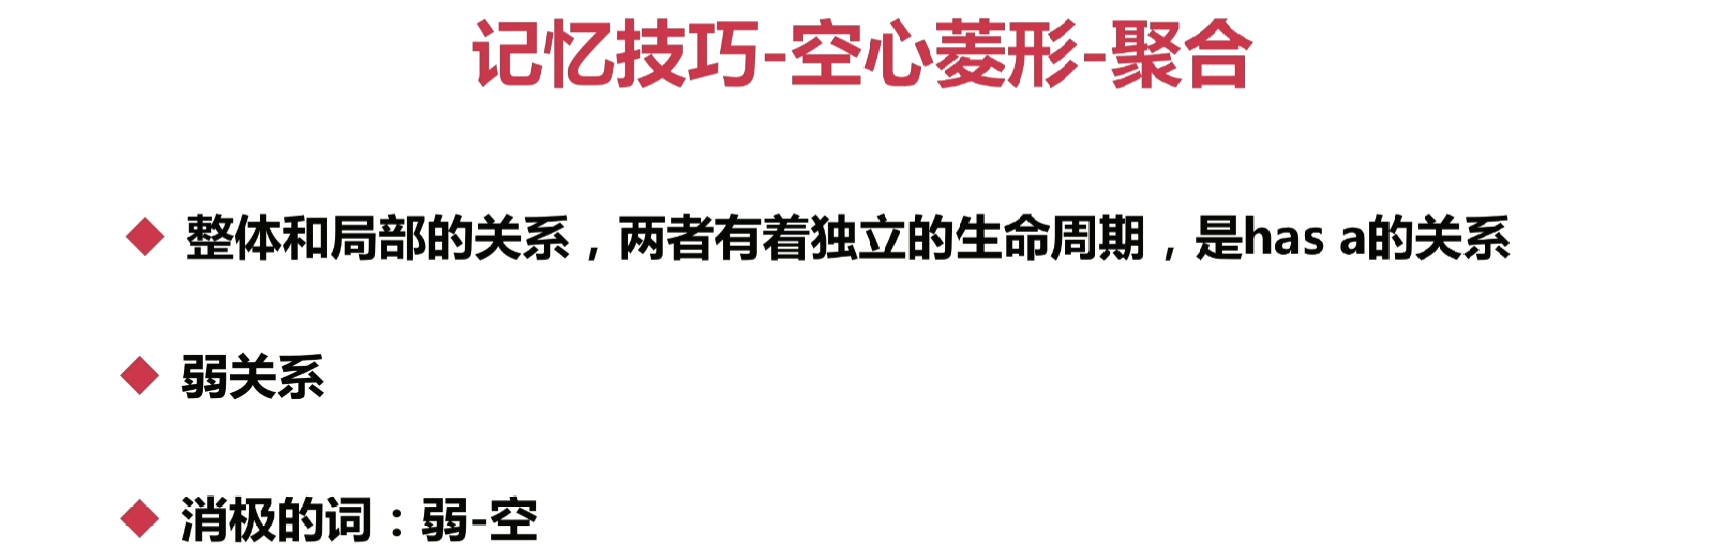 记忆技巧-空心菱形-聚合
整体和局部的关系，两者有着独立的生命周期，是has a的关系
弱关系
消极的词：弱-空